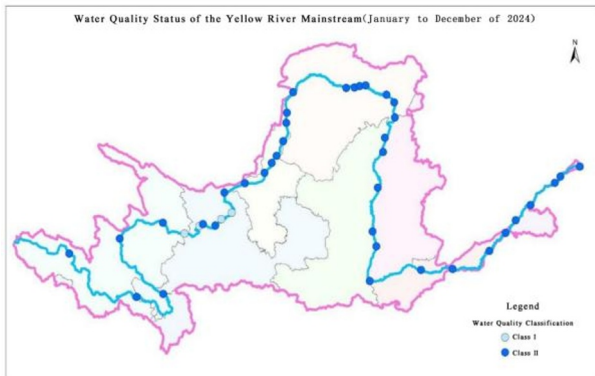 Water Quality Status of the Yellow River Mainstream(January to December of 2024)
N
Legend
Water Quality Classification
Class I
Class II